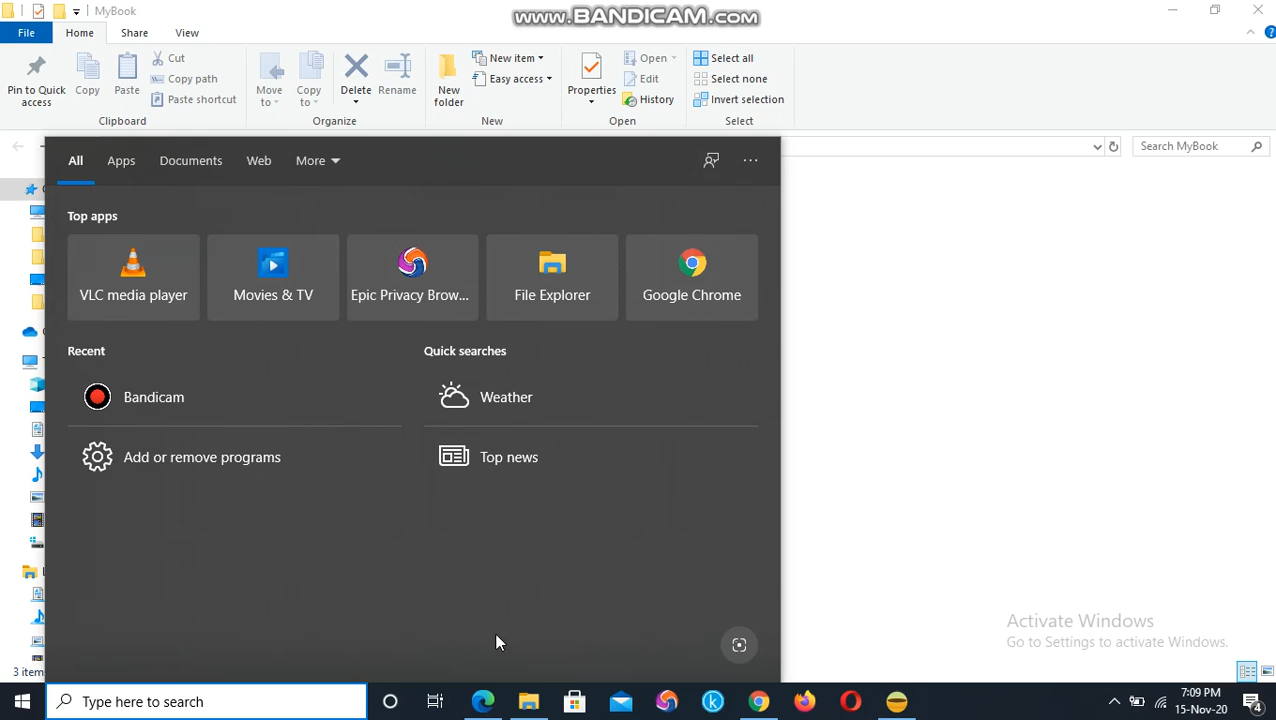 MyBook
www.BANDICAM.com
File Home Share View
Pin to Quick access
Copy
Paste
Cut
Copy path
Paste shortcut
Move to
Copy to
Delete
Rename
New folder
New item
Easy access
Properties
Open
Edit
History
Select all
Select none
Invert selection
Clipboard
Organize
New
Open
Select
Search MyBook
All Apps Documents Web More
Top apps
VLC media player
Movies & TV
Epic Privacy Brow...
File Explorer
Google Chrome
Recent
Quick searches
Bandicam
Weather
Add or remove programs
Top news
Activate Windows
Go to Settings to activate Windows.
3 item
Type here to search
7:09 PM
15-Nov-20
4